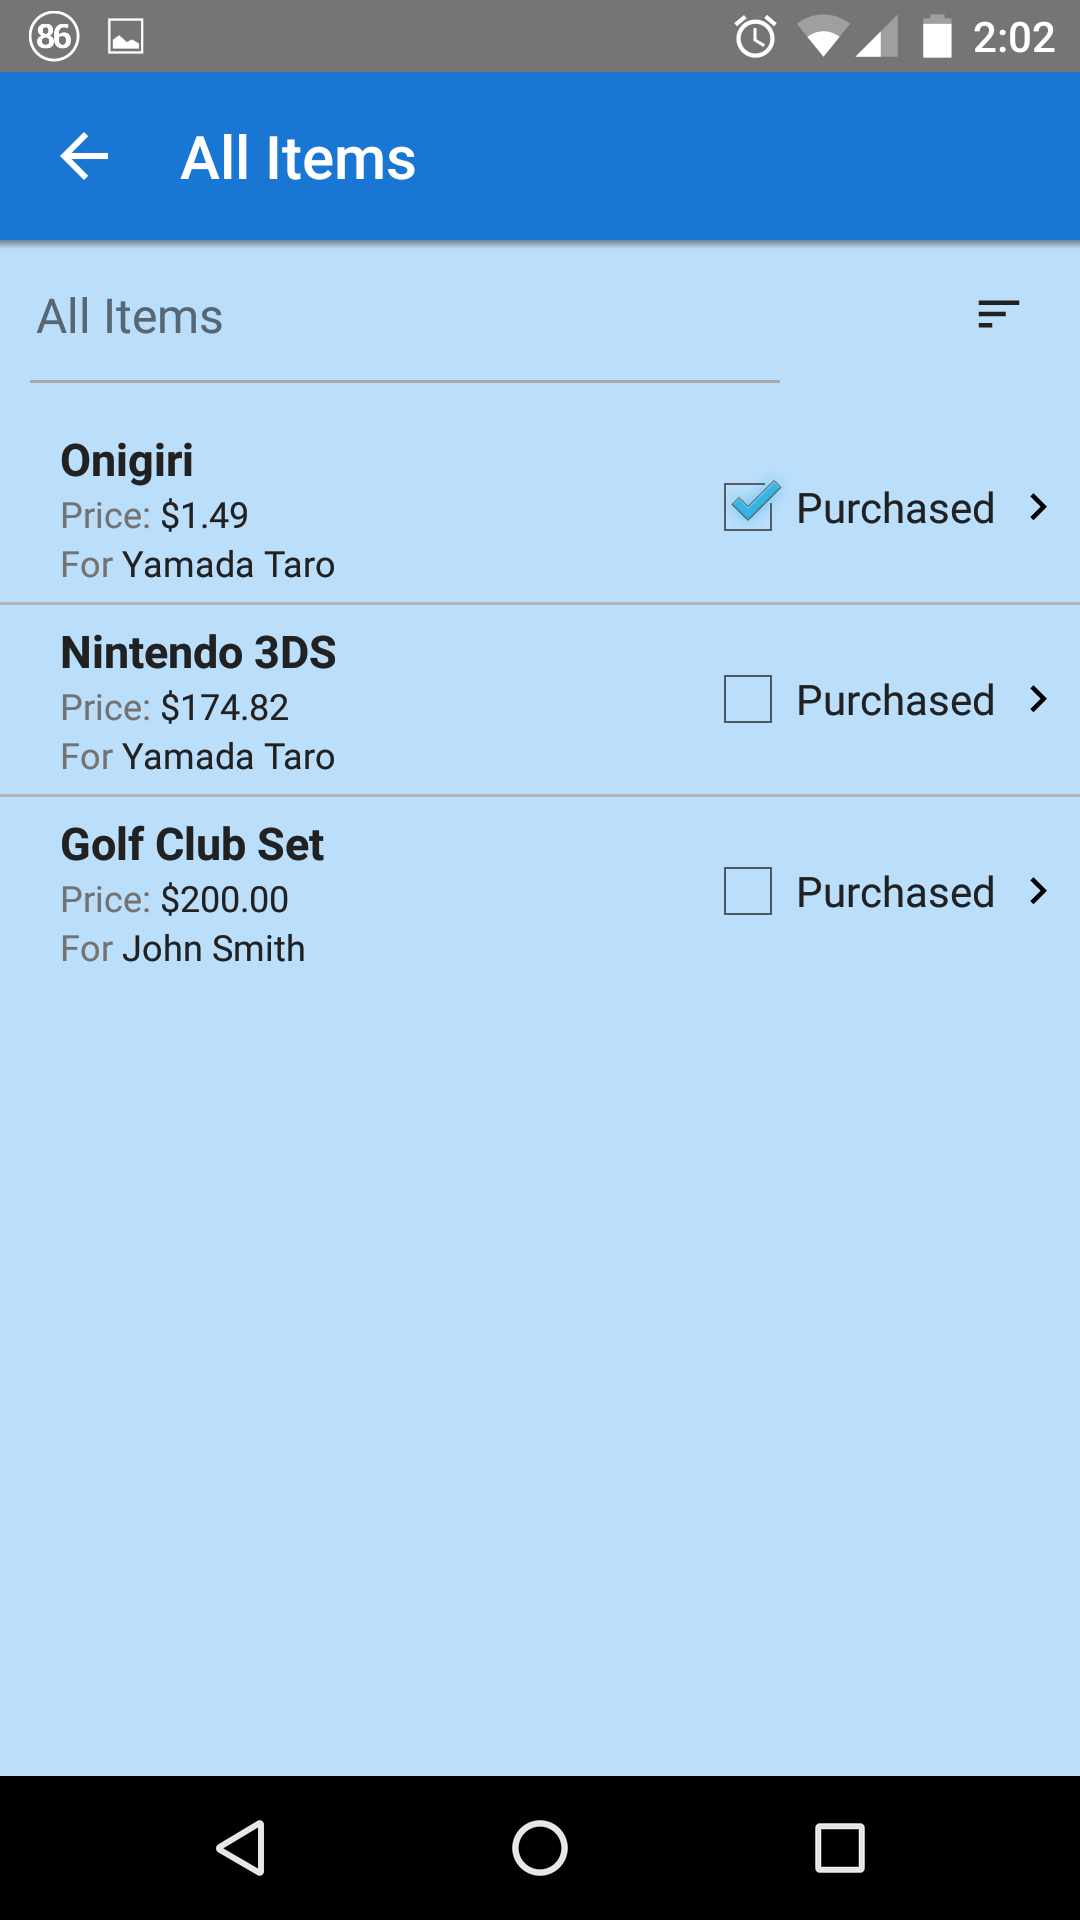 86 2:02
All Items
All Items
Onigiri
Price: $1.49
For Yamada Taro
Purchased
Nintendo 3DS
Price: $174.82
For Yamada Taro
Purchased
Golf Club Set
Price: $200.00
For John Smith
Purchased